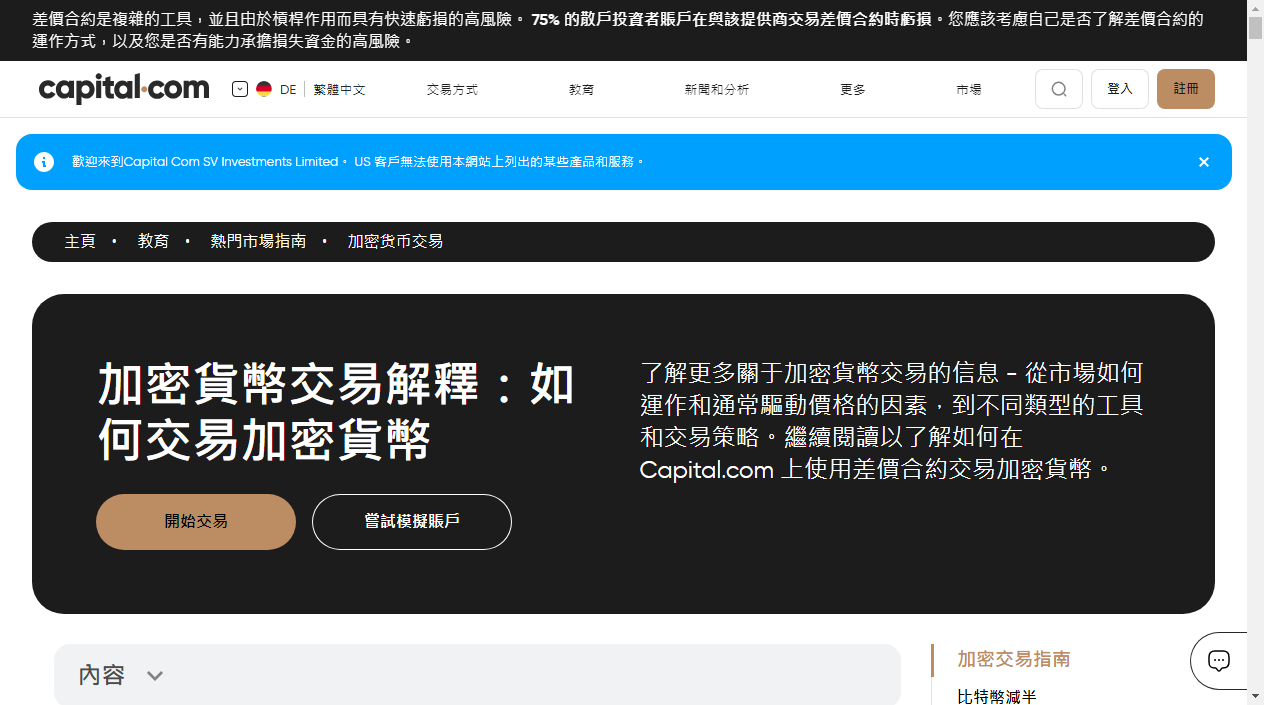 差價合約是複雜的工具，並且由於槓桿作用而具有快速虧損的高風險。 75% 的散戶投資者賬戶在與該提供商交易差價合約時虧損。您應該考慮自己是否了解差價合約的
運作方式，以及您是否有能力承擔損失資金的高風險。
capital.com DE 繁體中文 交易方式 教育 新聞和分析 更多 市場 登入 註冊
歡迎來到Capital Com SV Investments Limited。 US 客戶無法使用本網站上列出的某些產品和服務。
主頁 • 教育 • 熱門市場指南 • 加密货币交易
加密貨幣交易解釋：如
何交易加密貨幣
開始交易 嘗試模擬賬戶
了解更多關于加密貨幣交易的信息 - 從市場如何
運作和通常驅動價格的因素，到不同類型的工具
和交易策略。繼續閱讀以了解如何在
Capital.com 上使用差價合約交易加密貨幣。
內容
加密交易指南
比特幣減半